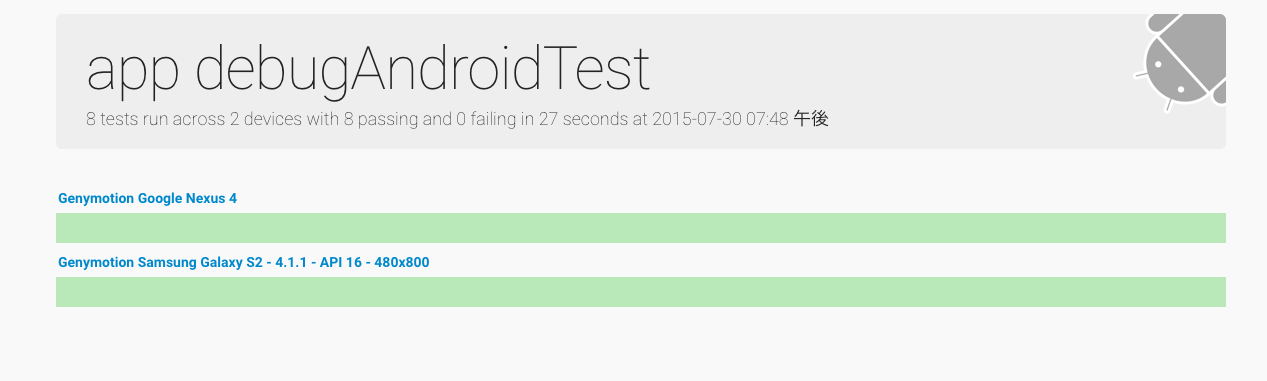 app debugAndroidTest
8 tests run across 2 devices with 8 passing and 0 failing in 27 seconds at 2015-07-30 07:48 午後
Genymotion Google Nexus 4
Genymotion Samsung Galaxy S2 - 4.1.1 - API 16 - 480x800